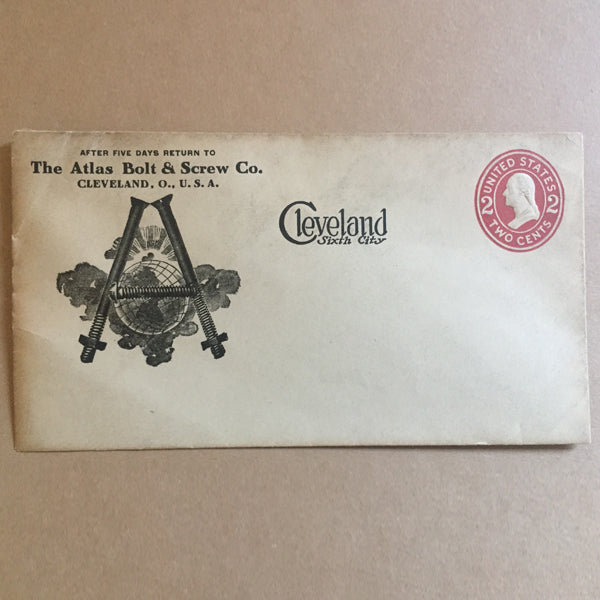 AFTER FIVE DAYS RETURN TO
The Atlas Bolt & Screw Co.
CLEVELAND, O., U. S. A.
Cleveland
Sixth City
UNITED STATES
2 2
TWO CENTS